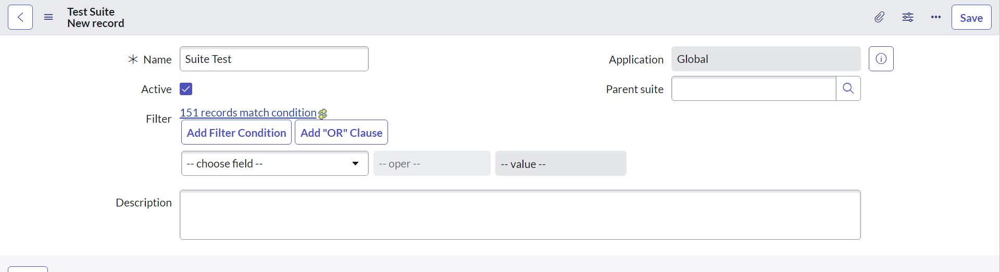 Test Suite
New record
Save
Name
Suite Test
Application
Global
Active
Parent suite
Filter
151 records match condition
Add Filter Condition
Add "OR" Clause
-- choose field --
-- oper --
-- value --
Description